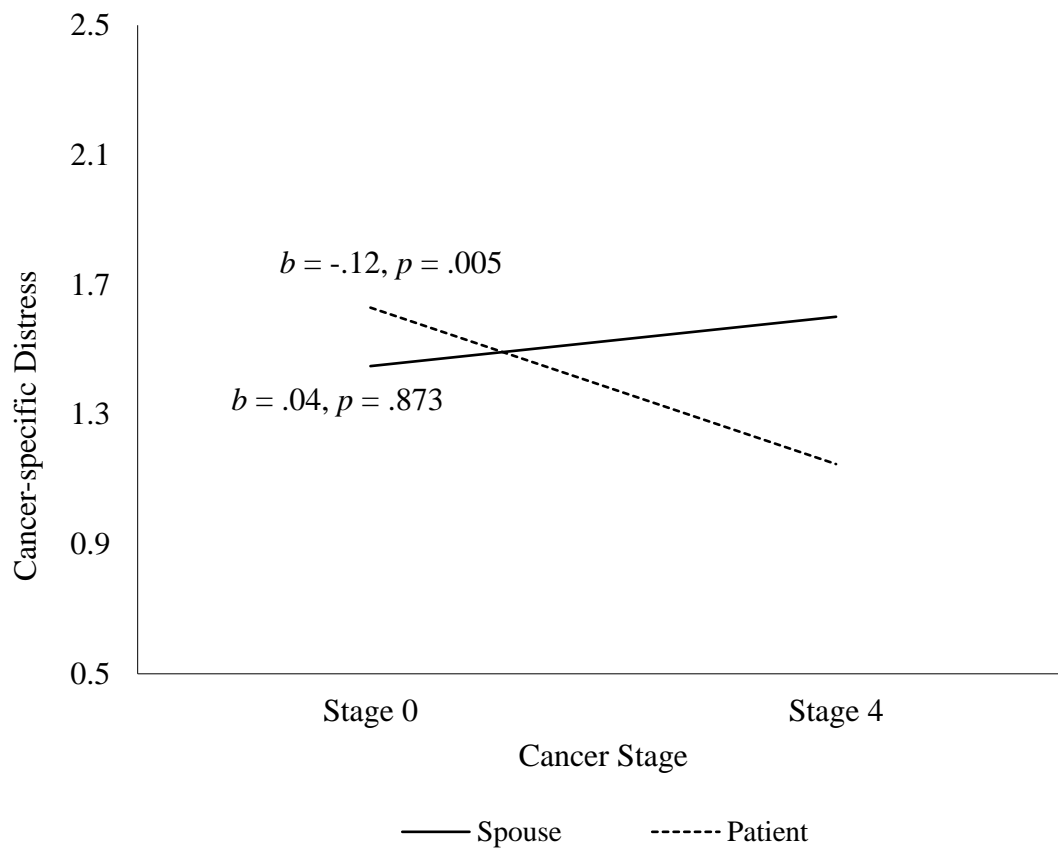 2.5
2.1
1.7
1.3
0.9
0.5
Cancer-specific Distress
b = -.12, p = .005
b = .04, p = .873
Stage 0 Stage 4
Cancer Stage
Spouse Patient